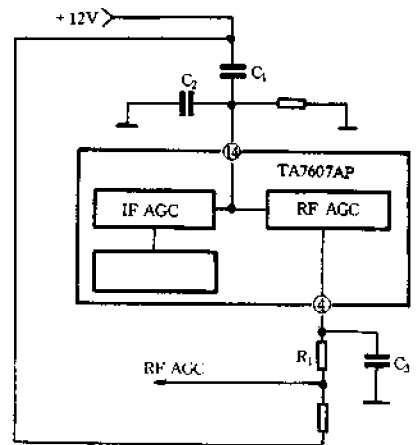 +12V
C₁
C₂
14
TA7607AP
IF AGC
RF AGC
4
R₁
C₃
RF AGC